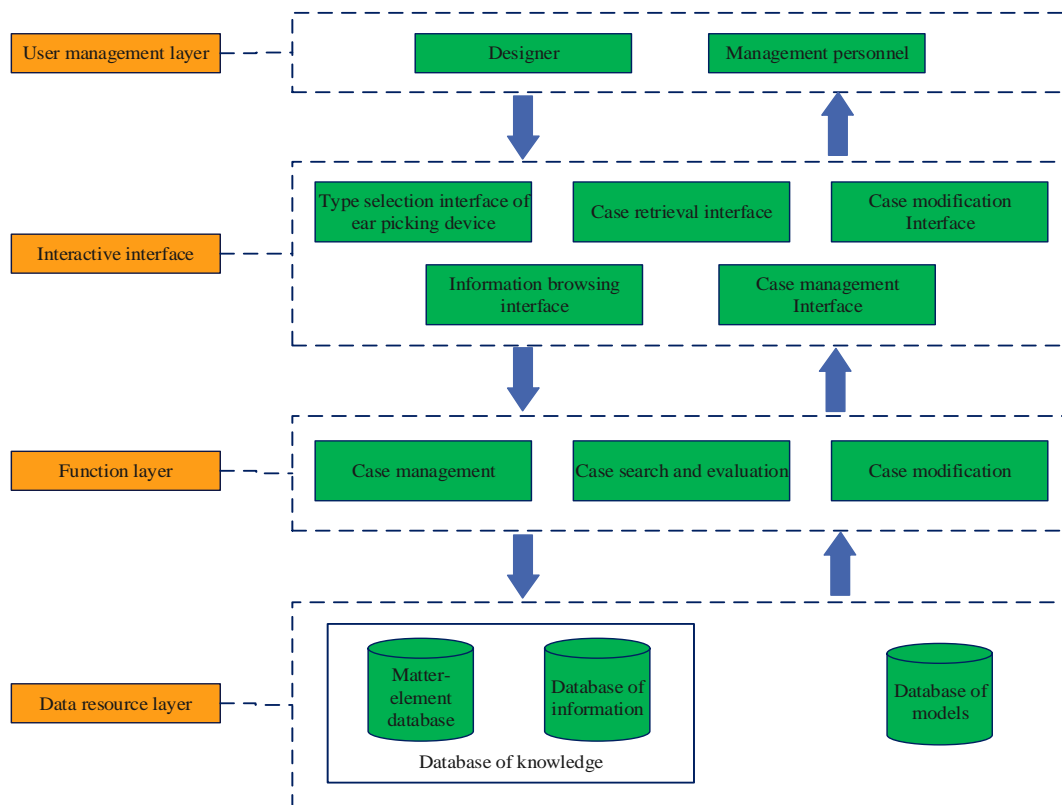 User management layer
Designer
Management personnel
Type selection interface of
ear picking device
Case retrieval interface
Case modification
Interface
Interactive interface
Information browsing
interface
Case management
Interface
Function layer
Case management
Case search and evaluation
Case modification
Data resource layer
Matter-
element
database
Database of
information
Database of
models
Database of knowledge